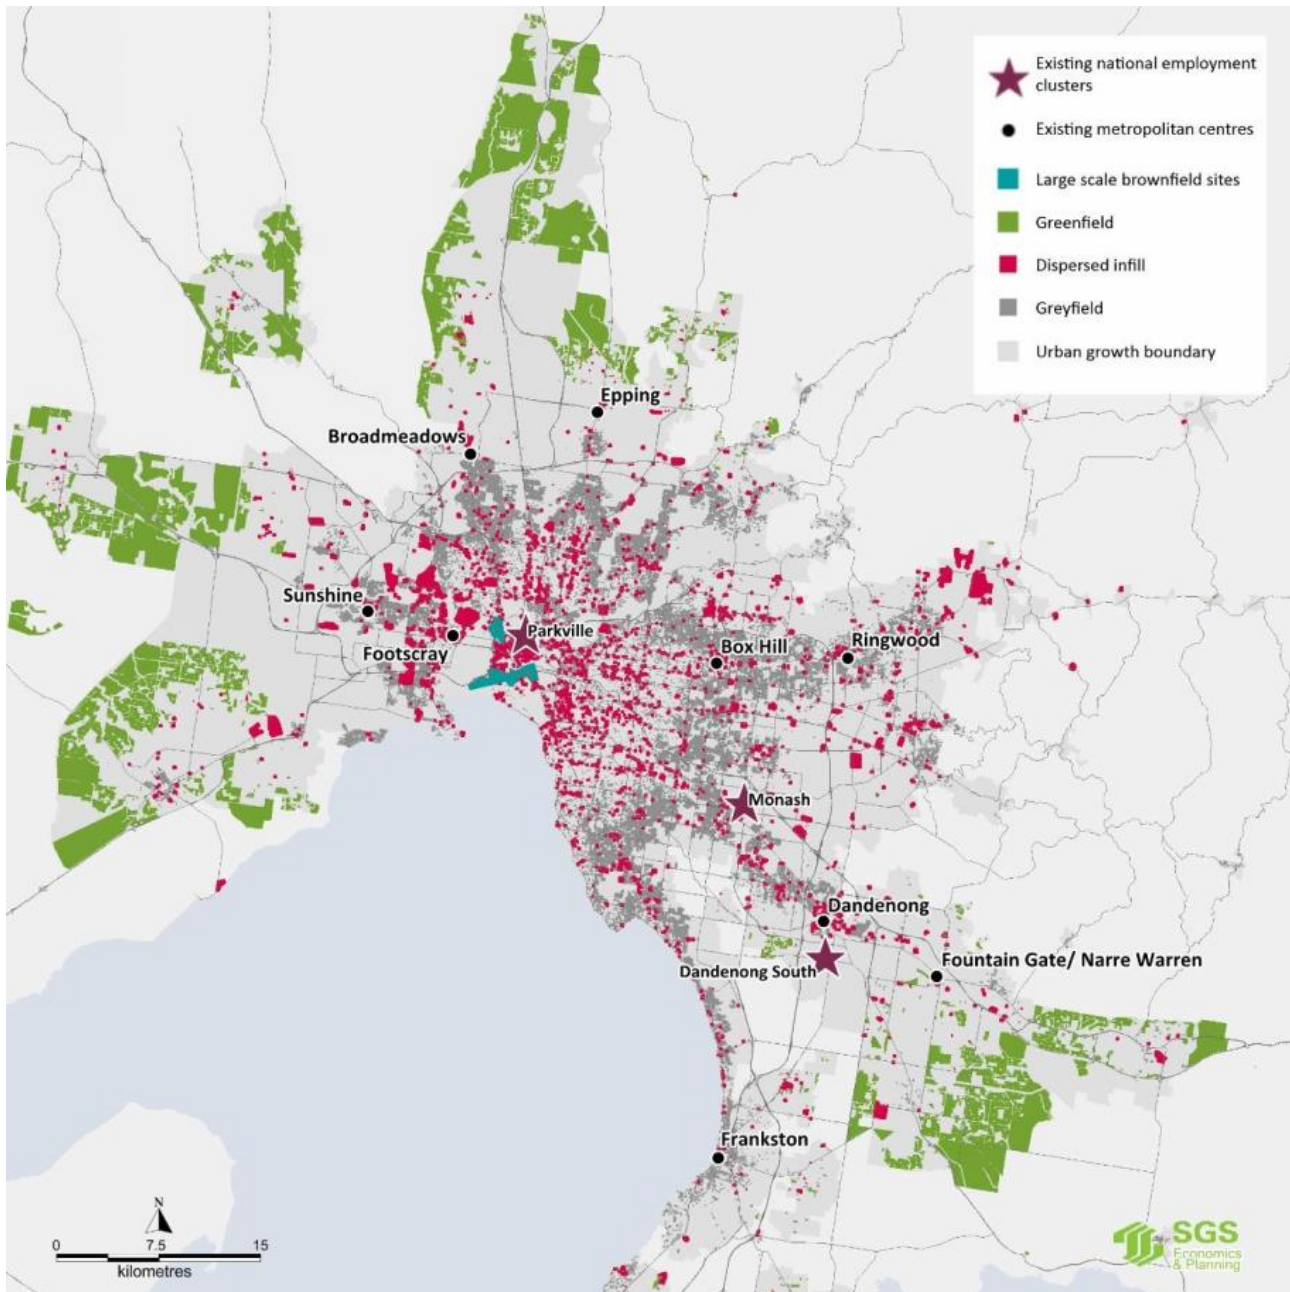 Existing national employment
clusters
Existing metropolitan centres
Large scale brownfield sites
Greenfield
Dispersed infill
Greyfield
Urban growth boundary
Epping
Broadmeadows
Sunshine
Parkville
Footscray
Box Hill
Ringwood
Monash
Dandenong
Dandenong South
Fountain Gate/ Narre Warren
Frankston
N
0 7.5 15
kilometres
SGS
Economics
& Planning